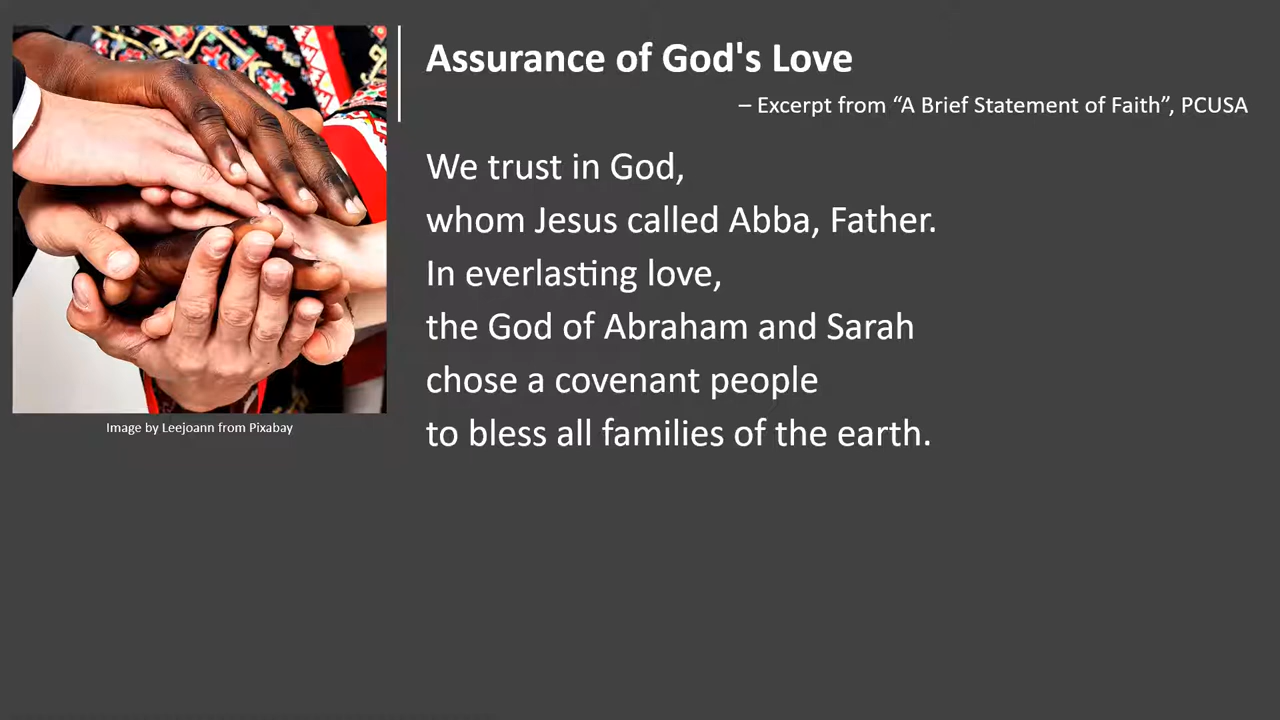 Assurance of God's Love
– Excerpt from “A Brief Statement of Faith”, PCUSA
We trust in God,
whom Jesus called Abba, Father.
In everlasting love,
the God of Abraham and Sarah
chose a covenant people
to bless all families of the earth.
Image by Leejoann from Pixabay